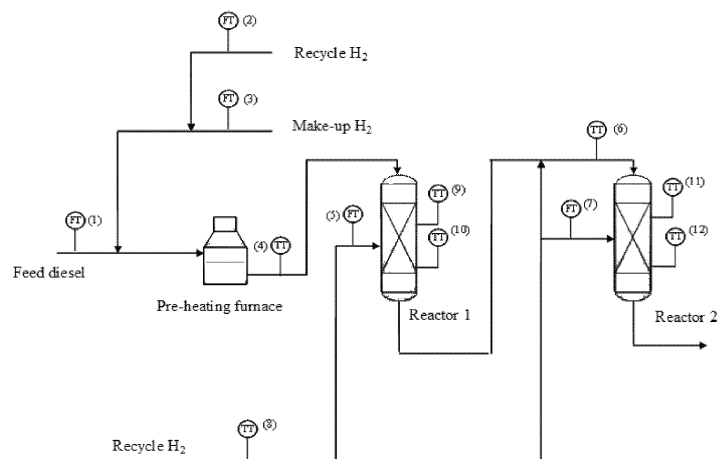 FT (2)
Recycle H2
FT (3)
Make-up H2
TT (6)
FT (1)
(4) TT
(5) FT
TT (9)
TT (10)
FT (7)
TT (11)
TT (12)
Feed diesel
Pre-heating furnace
Reactor 1
Reactor 2
Recycle H2
TT (8)